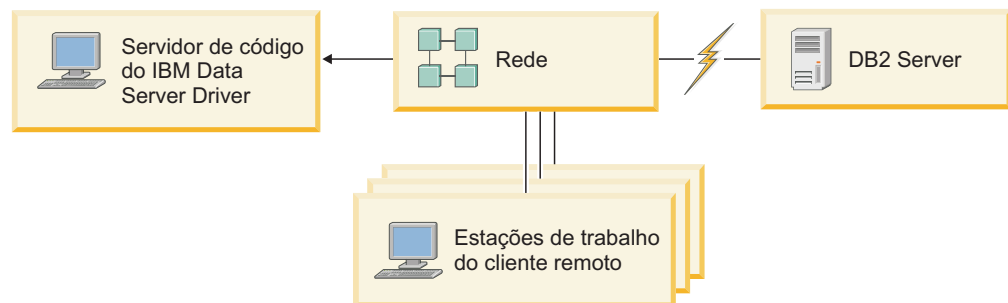 Servidor de código
do IBM Data
Server Driver
Rede
DB2 Server
Estações de trabalho
do cliente remoto